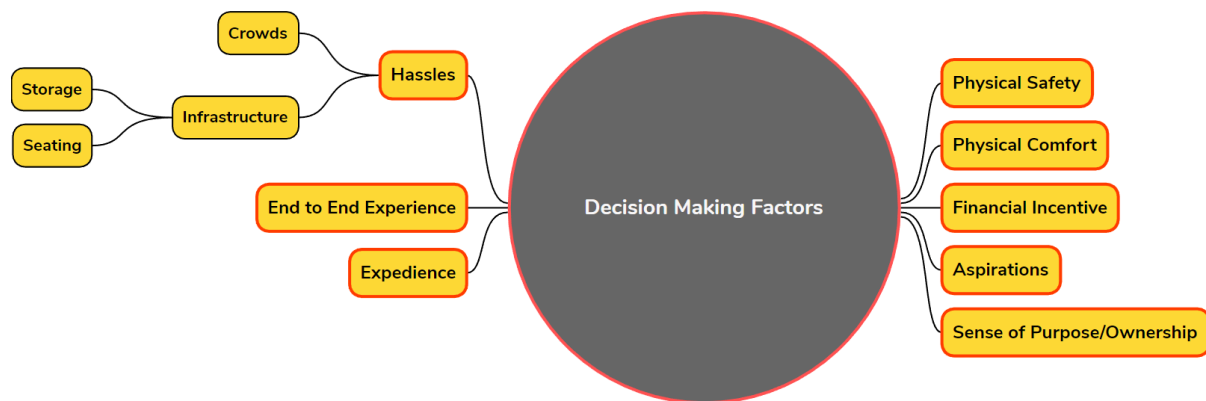 Crowds
Hassles
Storage
Infrastructure
Seating
End to End Experience
Expedience
Decision Making Factors
Physical Safety
Physical Comfort
Financial Incentive
Aspirations
Sense of Purpose/Ownership